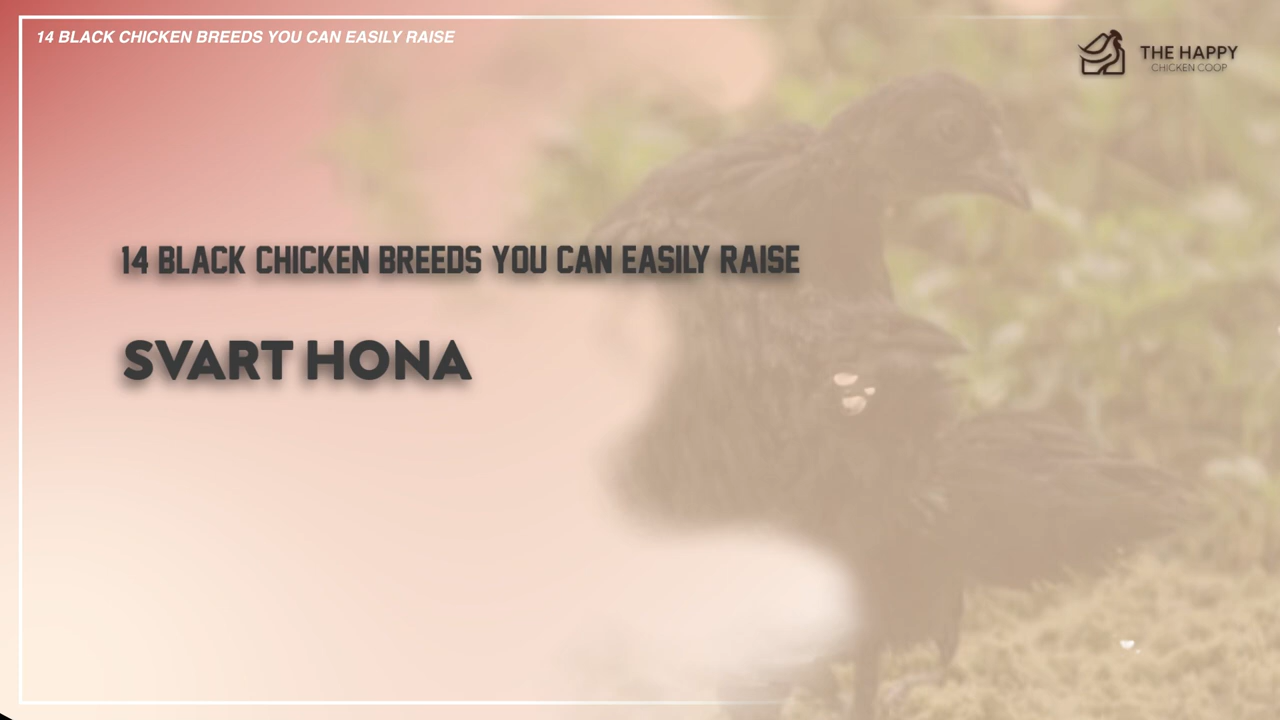 14 BLACK CHICKEN BREEDS YOU CAN EASILY RAISE
THE HAPPY
CHICKEN COOP
14 BLACK CHICKEN BREEDS YOU CAN EASILY RAISE
SVART HONA